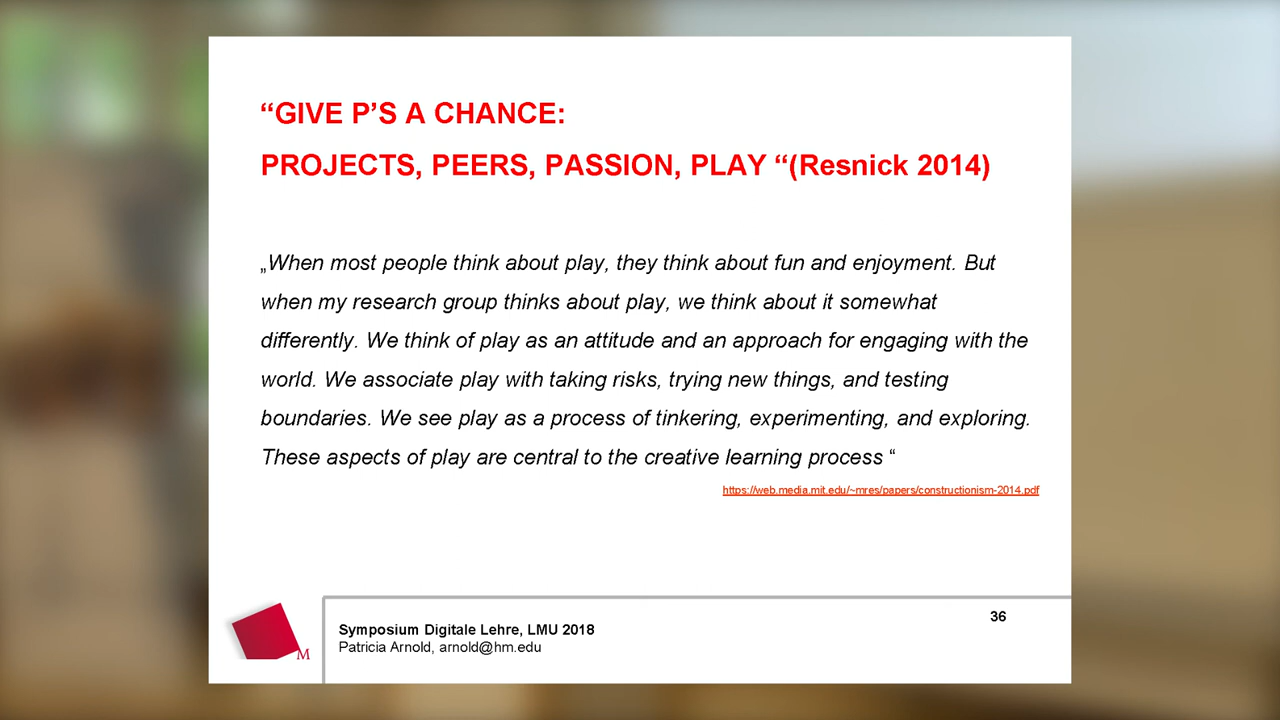 “GIVE P’S A CHANCE:
PROJECTS, PEERS, PASSION, PLAY “(Resnick 2014)
„When most people think about play, they think about fun and enjoyment. But
when my research group thinks about play, we think about it somewhat
differently. We think of play as an attitude and an approach for engaging with the
world. We associate play with taking risks, trying new things, and testing
boundaries. We see play as a process of tinkering, experimenting, and exploring.
These aspects of play are central to the creative learning process “
https://web.media.mit.edu/~mres/papers/constructionism-2014.pdf
M
Symposium Digitale Lehre, LMU 2018
Patricia Arnold, arnold@hm.edu
36